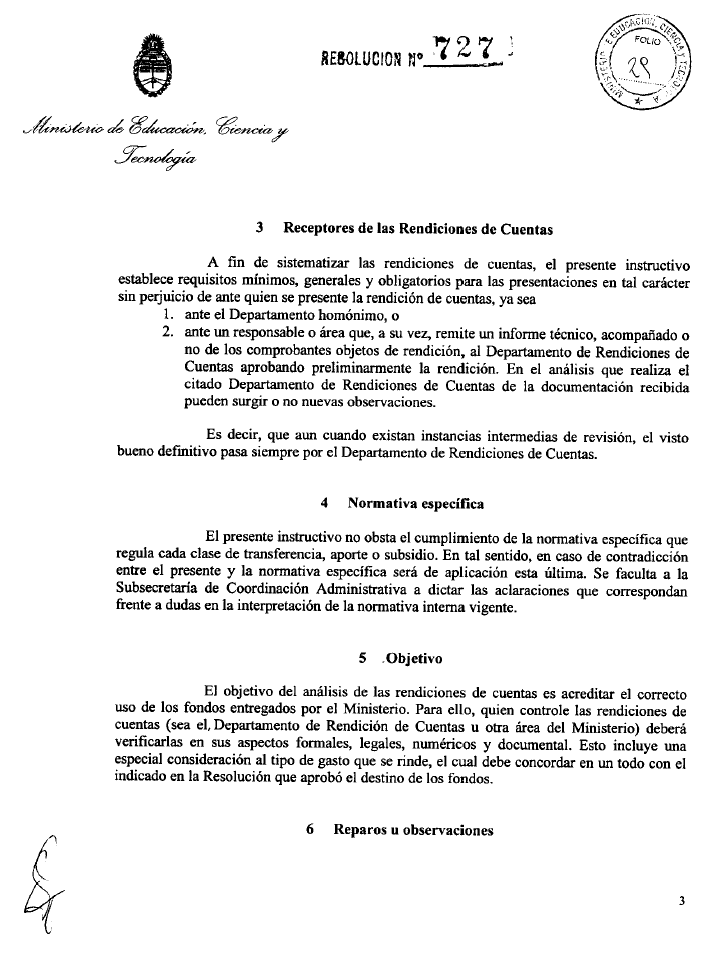 RESOLUCION Nº 727
MINISTERIO DE EDUCACION, CIENCIA Y TECNOLOGIA
FOLIO
29
Ministerio de Educación, Ciencia y
Tecnología
3 Receptores de las Rendiciones de Cuentas
A fin de sistematizar las rendiciones de cuentas, el presente instructivo
establece requisitos mínimos, generales y obligatorios para las presentaciones en tal carácter
sin perjuicio de ante quien se presente la rendición de cuentas, ya sea
1. ante el Departamento homónimo, o
2. ante un responsable o área que, a su vez, remite un informe técnico, acompañado o
no de los comprobantes objetos de rendición, al Departamento de Rendiciones de
Cuentas aprobando preliminarmente la rendición. En el análisis que realiza el
citado Departamento de Rendiciones de Cuentas de la documentación recibida
pueden surgir o no nuevas observaciones.
Es decir, que aun cuando existan instancias intermedias de revisión, el visto
bueno definitivo pasa siempre por el Departamento de Rendiciones de Cuentas.
4 Normativa específica
El presente instructivo no obsta el cumplimiento de la normativa específica que
regula cada clase de transferencia, aporte o subsidio. En tal sentido, en caso de contradicción
entre el presente y la normativa específica será de aplicación esta última. Se faculta a la
Subsecretaría de Coordinación Administrativa a dictar las aclaraciones que correspondan
frente a dudas en la interpretación de la normativa interna vigente.
5 .Objetivo
El objetivo del análisis de las rendiciones de cuentas es acreditar el correcto
uso de los fondos entregados por el Ministerio. Para ello, quien controle las rendiciones de
cuentas (sea el, Departamento de Rendición de Cuentas u otra área del Ministerio) deberá
verificarlas en sus aspectos formales, legales, numéricos y documental. Esto incluye una
especial consideración al tipo de gasto que se rinde, el cual debe concordar en un todo con el
indicado en la Resolución que aprobó el destino de los fondos.
6 Reparos u observaciones
3